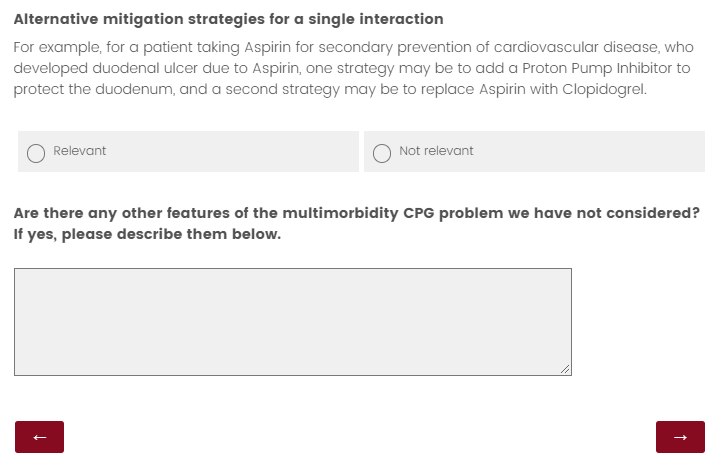 Alternative mitigation strategies for a single interaction
For example, for a patient taking Aspirin for secondary prevention of cardiovascular disease, who
developed duodenal ulcer due to Aspirin, one strategy may be to add a Proton Pump Inhibitor to
protect the duodenum, and a second strategy may be to replace Aspirin with Clopidogrel.
Relevant
Not relevant
Are there any other features of the multimorbidity CPG problem we have not considered?
If yes, please describe them below.
←
→